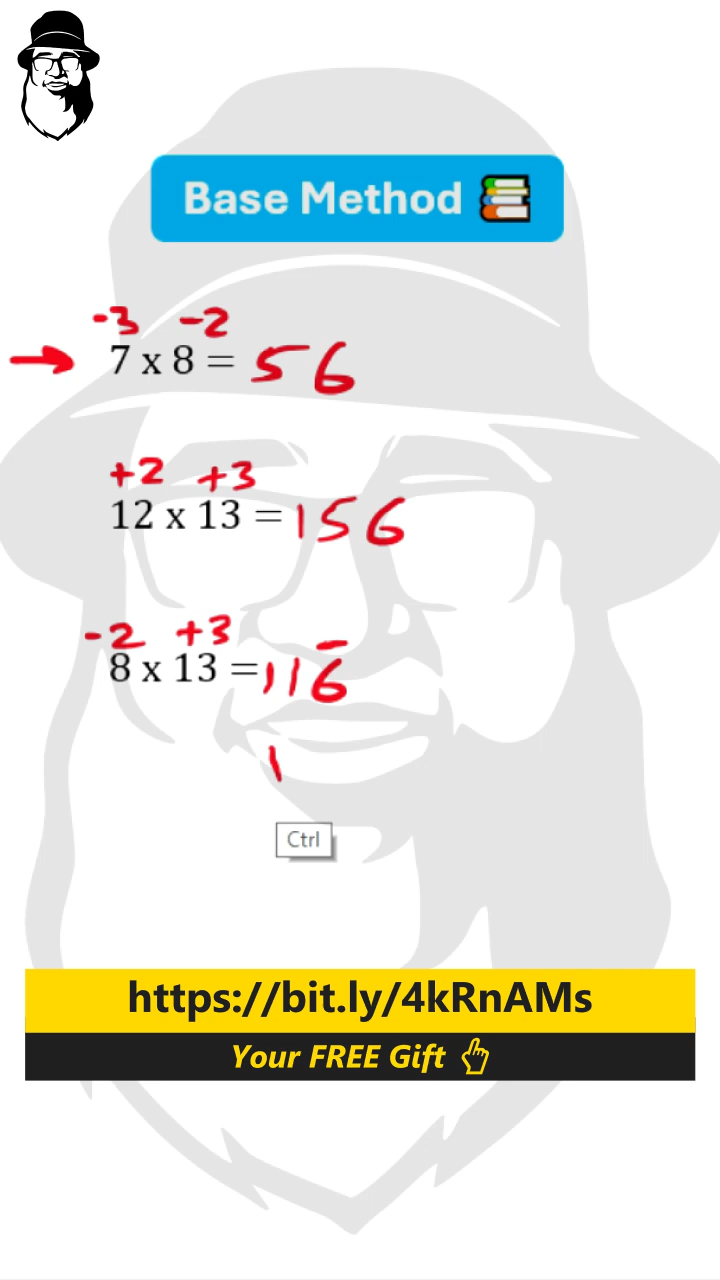 Base Method
-3 -2
7 x 8 = 56
+2 +3
12 x 13 = 156
-2 +3
8 x 13 = 116̅
1
Ctrl
https://bit.ly/4kRnAMs
Your FREE Gift